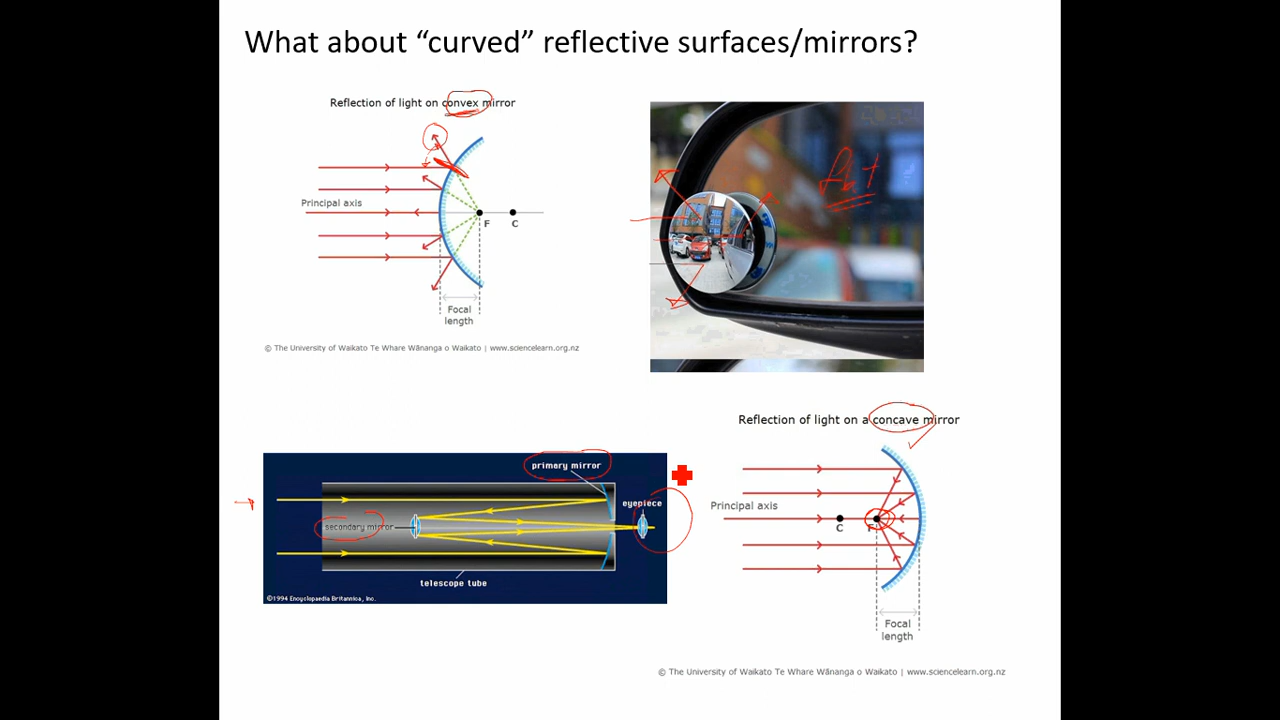 What about “curved” reflective surfaces/mirrors?
Reflection of light on convex mirror
Principal axis
F
C
Focal
length
© The University of Waikato Te Whare Wānanga o Waikato | www.sciencelearn.org.nz
Reflection of light on a concave mirror
primary mirror
eyepiece
secondary mirror
telescope tube
©1994 Encyclopaedia Britannica, Inc.
Principal axis
C
F
Focal
length
© The University of Waikato Te Whare Wānanga o Waikato | www.sciencelearn.org.nz